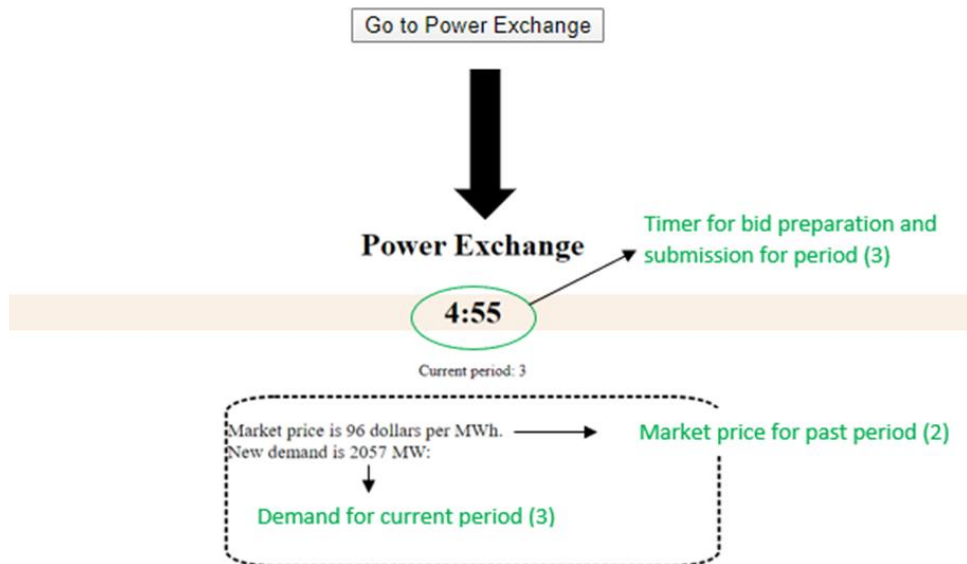 Go to Power Exchange
Power Exchange
Timer for bid preparation and
submission for period (3)
4:55
Current period: 3
Market price is 96 dollars per MWh.
Market price for past period (2)
New demand is 2057 MW:
Demand for current period (3)